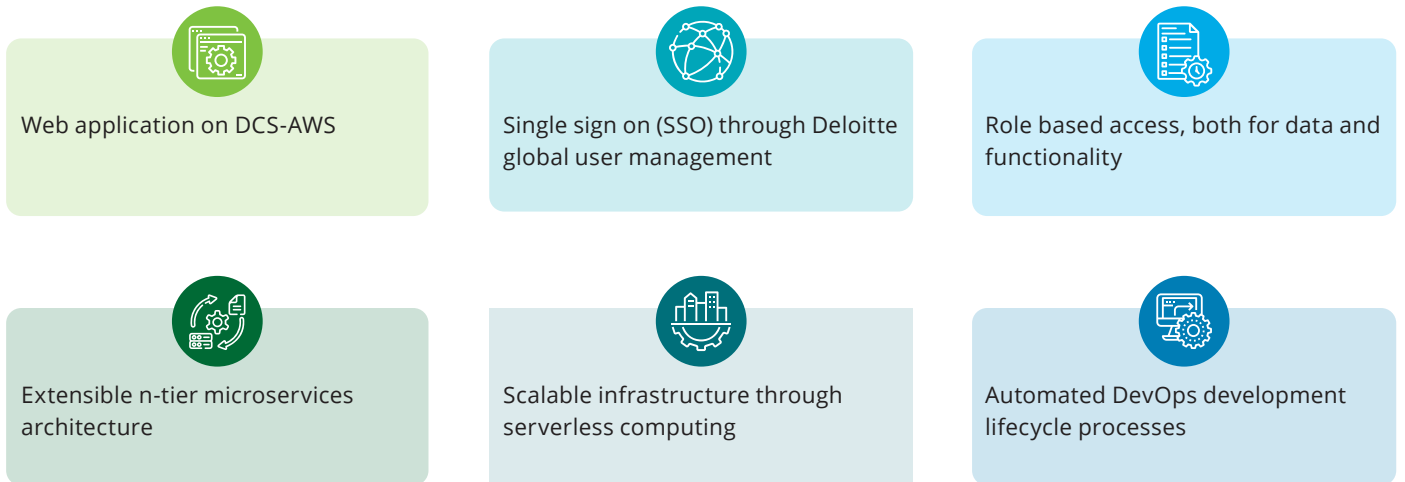 Web application on DCS-AWS
Single sign on (SSO) through Deloitte
global user management
Role based access, both for data and
functionality
Extensible n-tier microservices
architecture
Scalable infrastructure through
serverless computing
Automated DevOps development
lifecycle processes